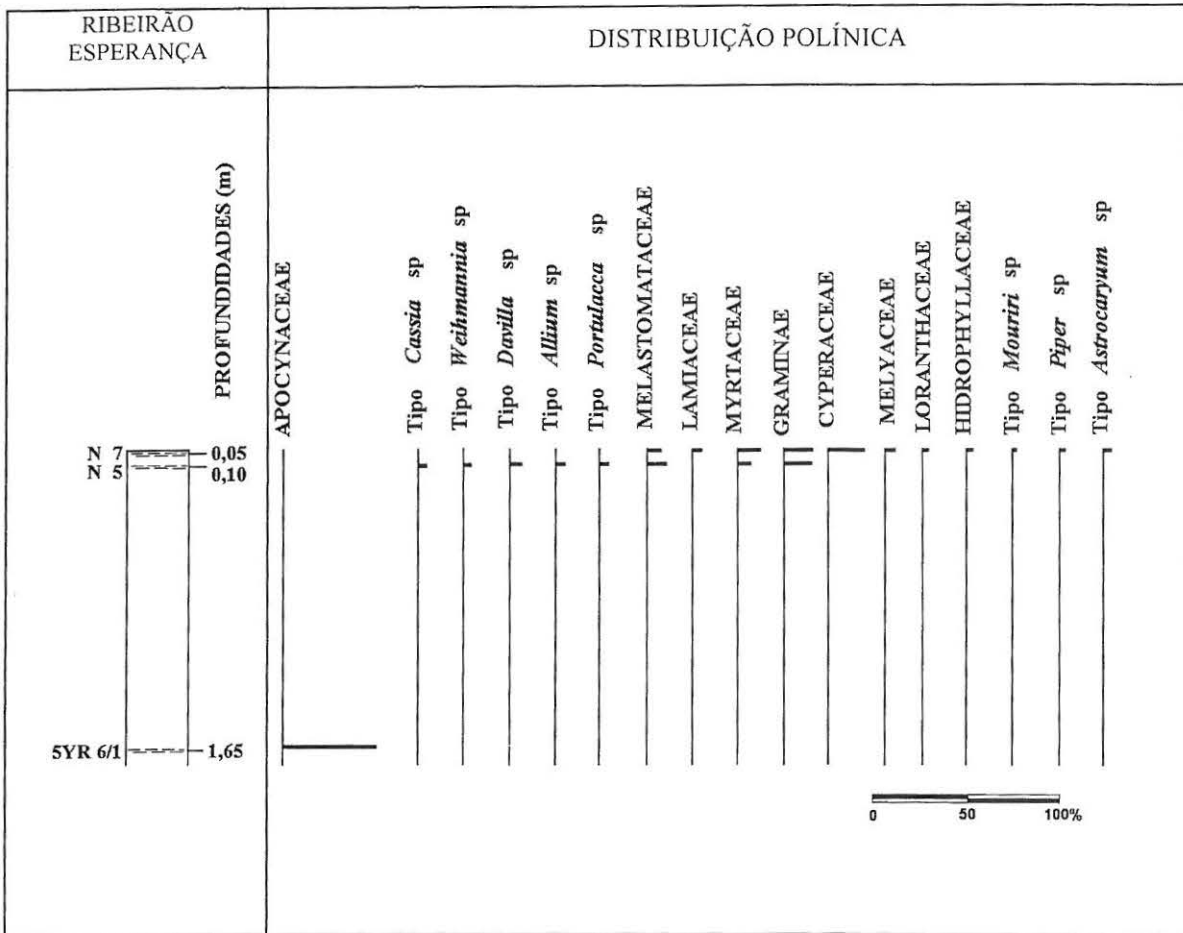 RIBEIRÃO
ESPERANÇA
DISTRIBUIÇÃO POLÍNICA
PROFUNDIDADES (m)
APOCYNACEAE
Tipo Cassia sp
Tipo Weihmannia sp
Tipo Davilla sp
Tipo Allium sp
Tipo Portulacca sp
MELASTOMATACEAE
LAMIACEAE
MYRTACEAE
GRAMINAE
CYPERACEAE
MELYACEAE
LORANTHACEAE
HIDROPHYLLACEAE
Tipo Mouriri sp
Tipo Piper sp
Tipo Astrocaryum sp
N 7 0,05
N 5 0,10
5YR 6/1 1,65
0 50 100%